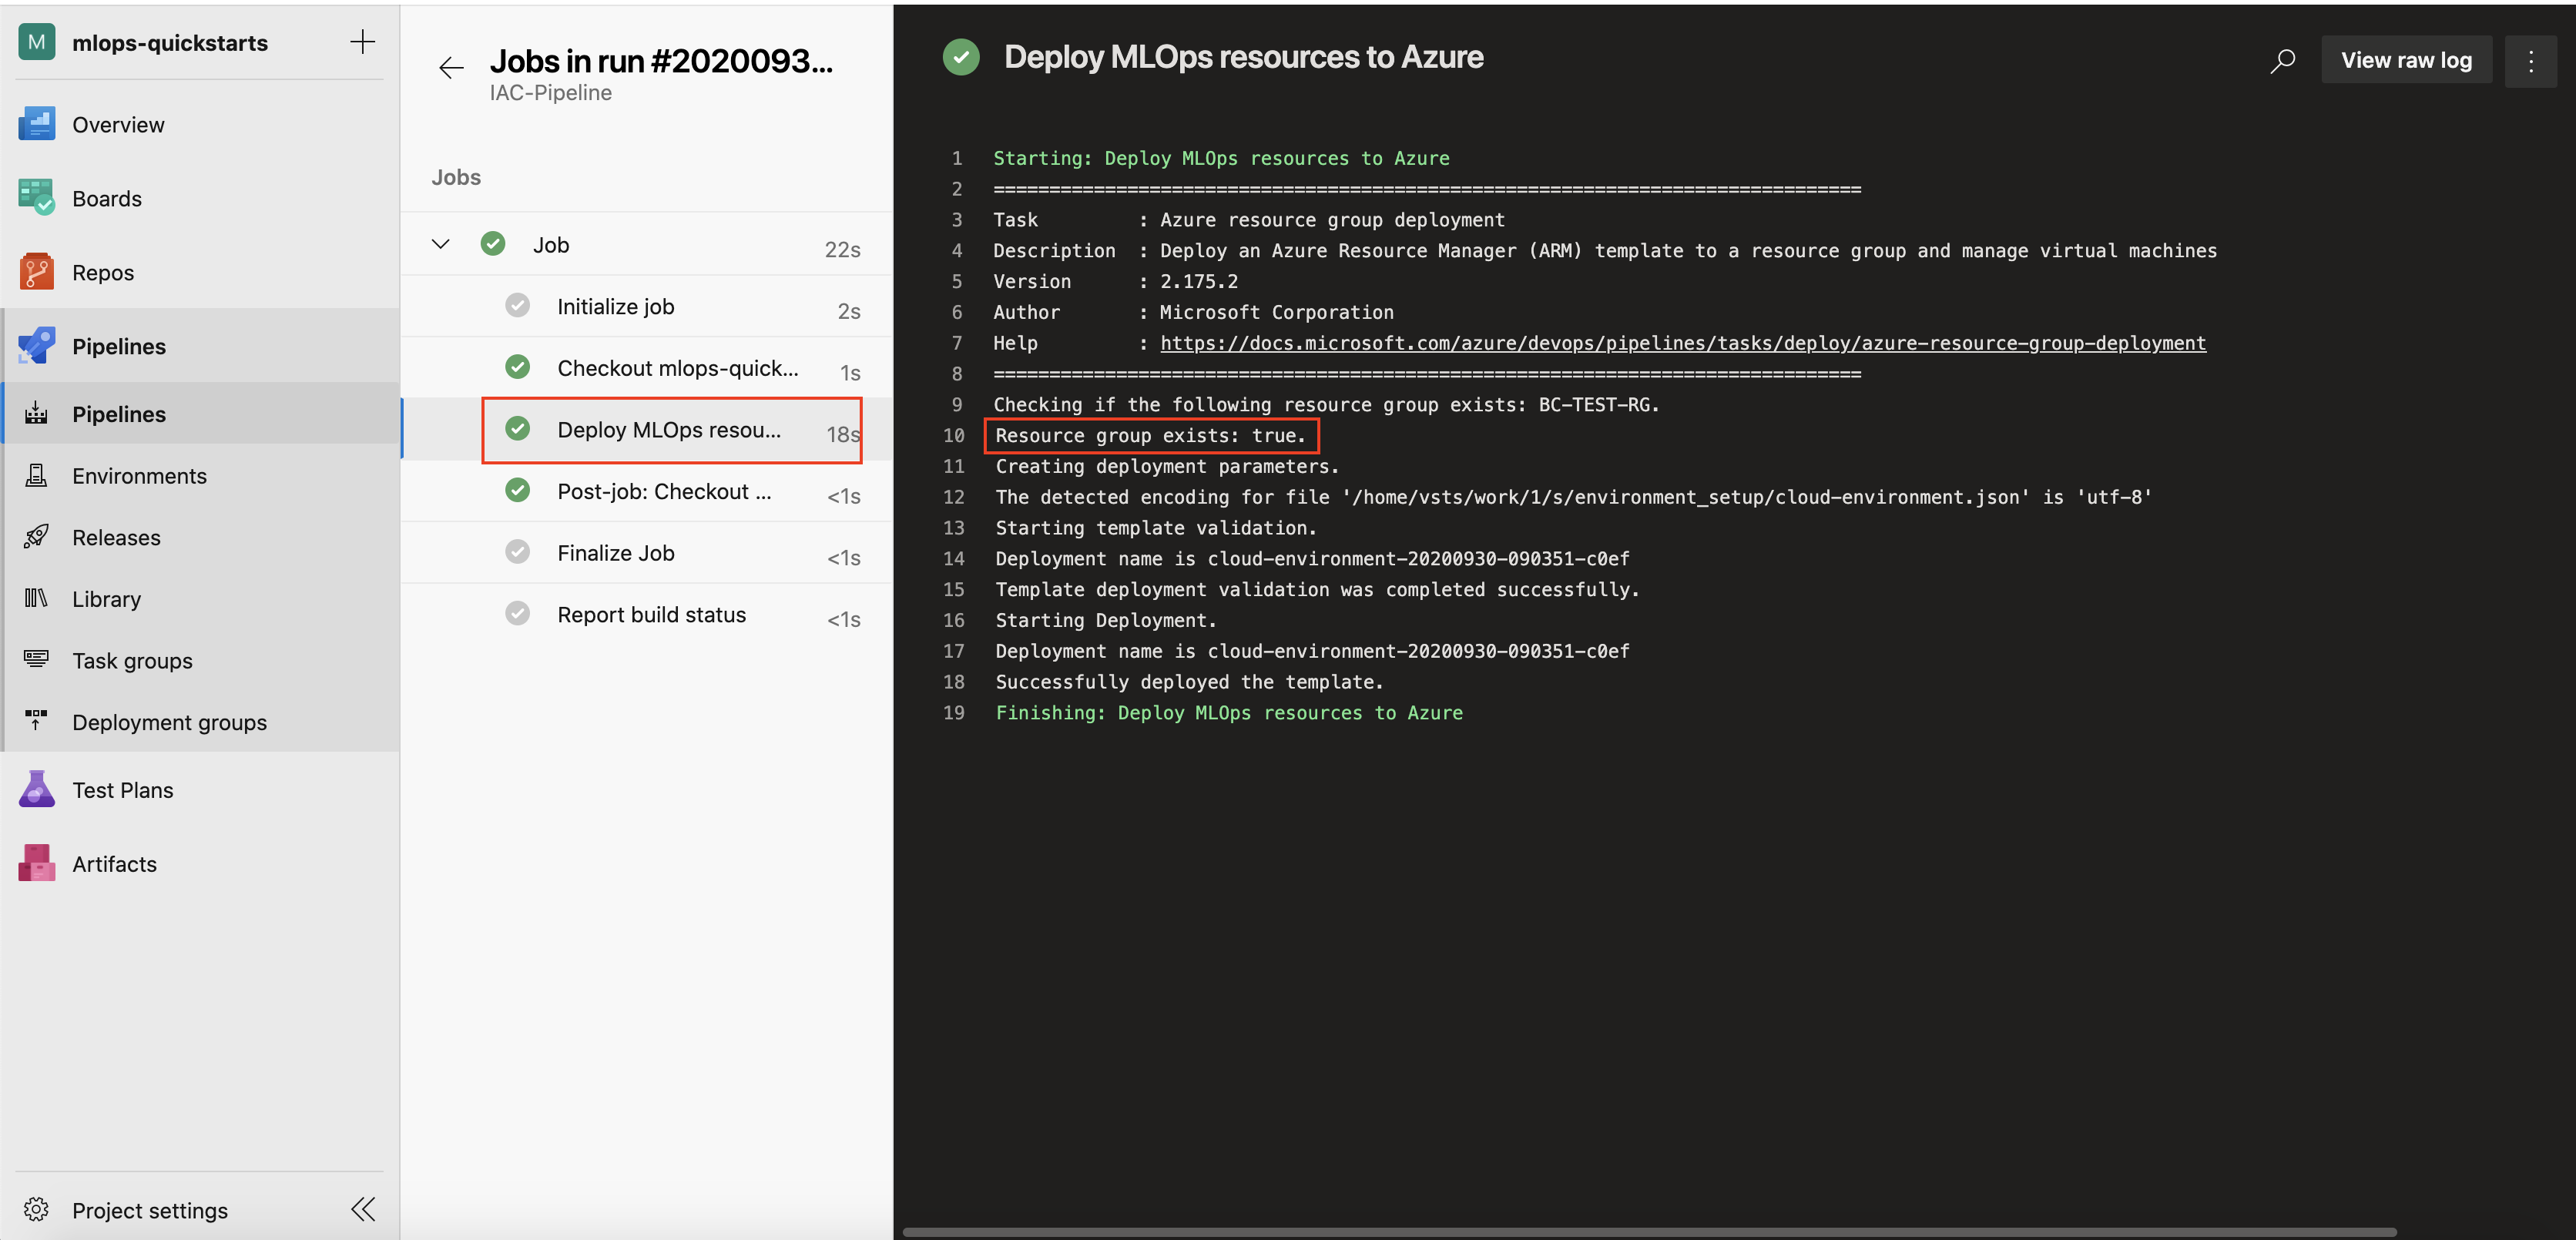 M mlops-quickstarts
Overview
Boards
Repos
Pipelines
Pipelines
Environments
Releases
Library
Task groups
Deployment groups
Test Plans
Artifacts
Project settings
Jobs in run #2020093...
IAC-Pipeline
Jobs
Job 22s
Initialize job 2s
Checkout mlops-quick... 1s
Deploy MLOps resou... 18s
Post-job: Checkout ... <1s
Finalize Job <1s
Report build status <1s
Deploy MLOps resources to Azure
View raw log
1 Starting: Deploy MLOps resources to Azure
2 ==============================================================================
3 Task : Azure resource group deployment
4 Description : Deploy an Azure Resource Manager (ARM) template to a resource group and manage virtual machines
5 Version : 2.175.2
6 Author : Microsoft Corporation
7 Help : https://docs.microsoft.com/azure/devops/pipelines/tasks/deploy/azure-resource-group-deployment
8 ==============================================================================
9 Checking if the following resource group exists: BC-TEST-RG.
10 Resource group exists: true.
11 Creating deployment parameters.
12 The detected encoding for file '/home/vsts/work/1/s/environment_setup/cloud-environment.json' is 'utf-8'
13 Starting template validation.
14 Deployment name is cloud-environment-20200930-090351-c0ef
15 Template deployment validation was completed successfully.
16 Starting Deployment.
17 Deployment name is cloud-environment-20200930-090351-c0ef
18 Successfully deployed the template.
19 Finishing: Deploy MLOps resources to Azure